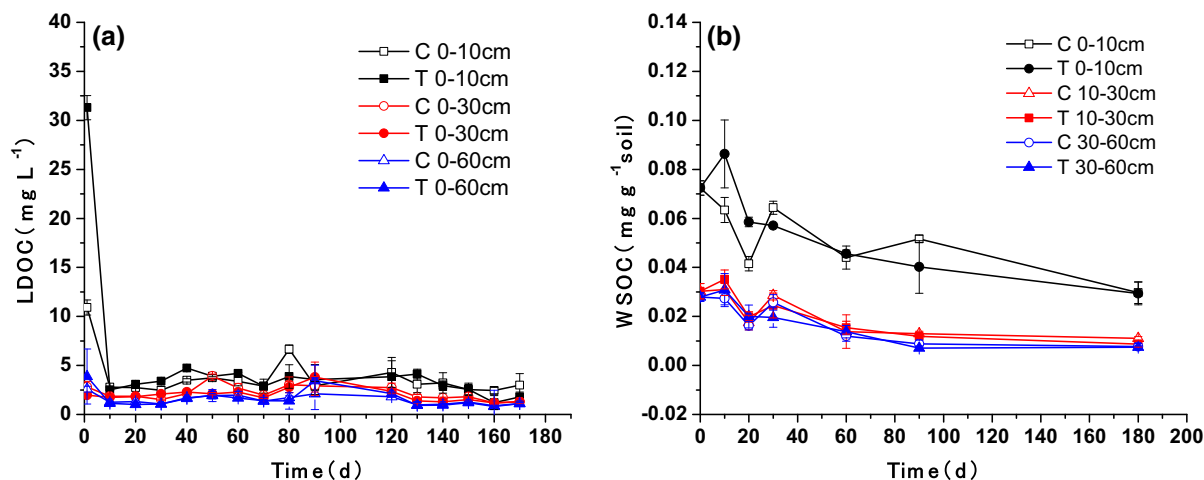 (a)
LDOC(mg L -1)
40
35
30
25
20
15
10
5
0
C 0-10cm
T 0-10cm
C 0-30cm
T 0-30cm
C 0-60cm
T 0-60cm
0 20 40 60 80 100 120 140 160 180
Time(d)
(b)
WSOC(mg g -1soil)
0.14
0.12
0.10
0.08
0.06
0.04
0.02
0.00
-0.02
C 0-10cm
T 0-10cm
C 10-30cm
T 10-30cm
C 30-60cm
T 30-60cm
0 20 40 60 80 100 120 140 160 180 200
Time(d)